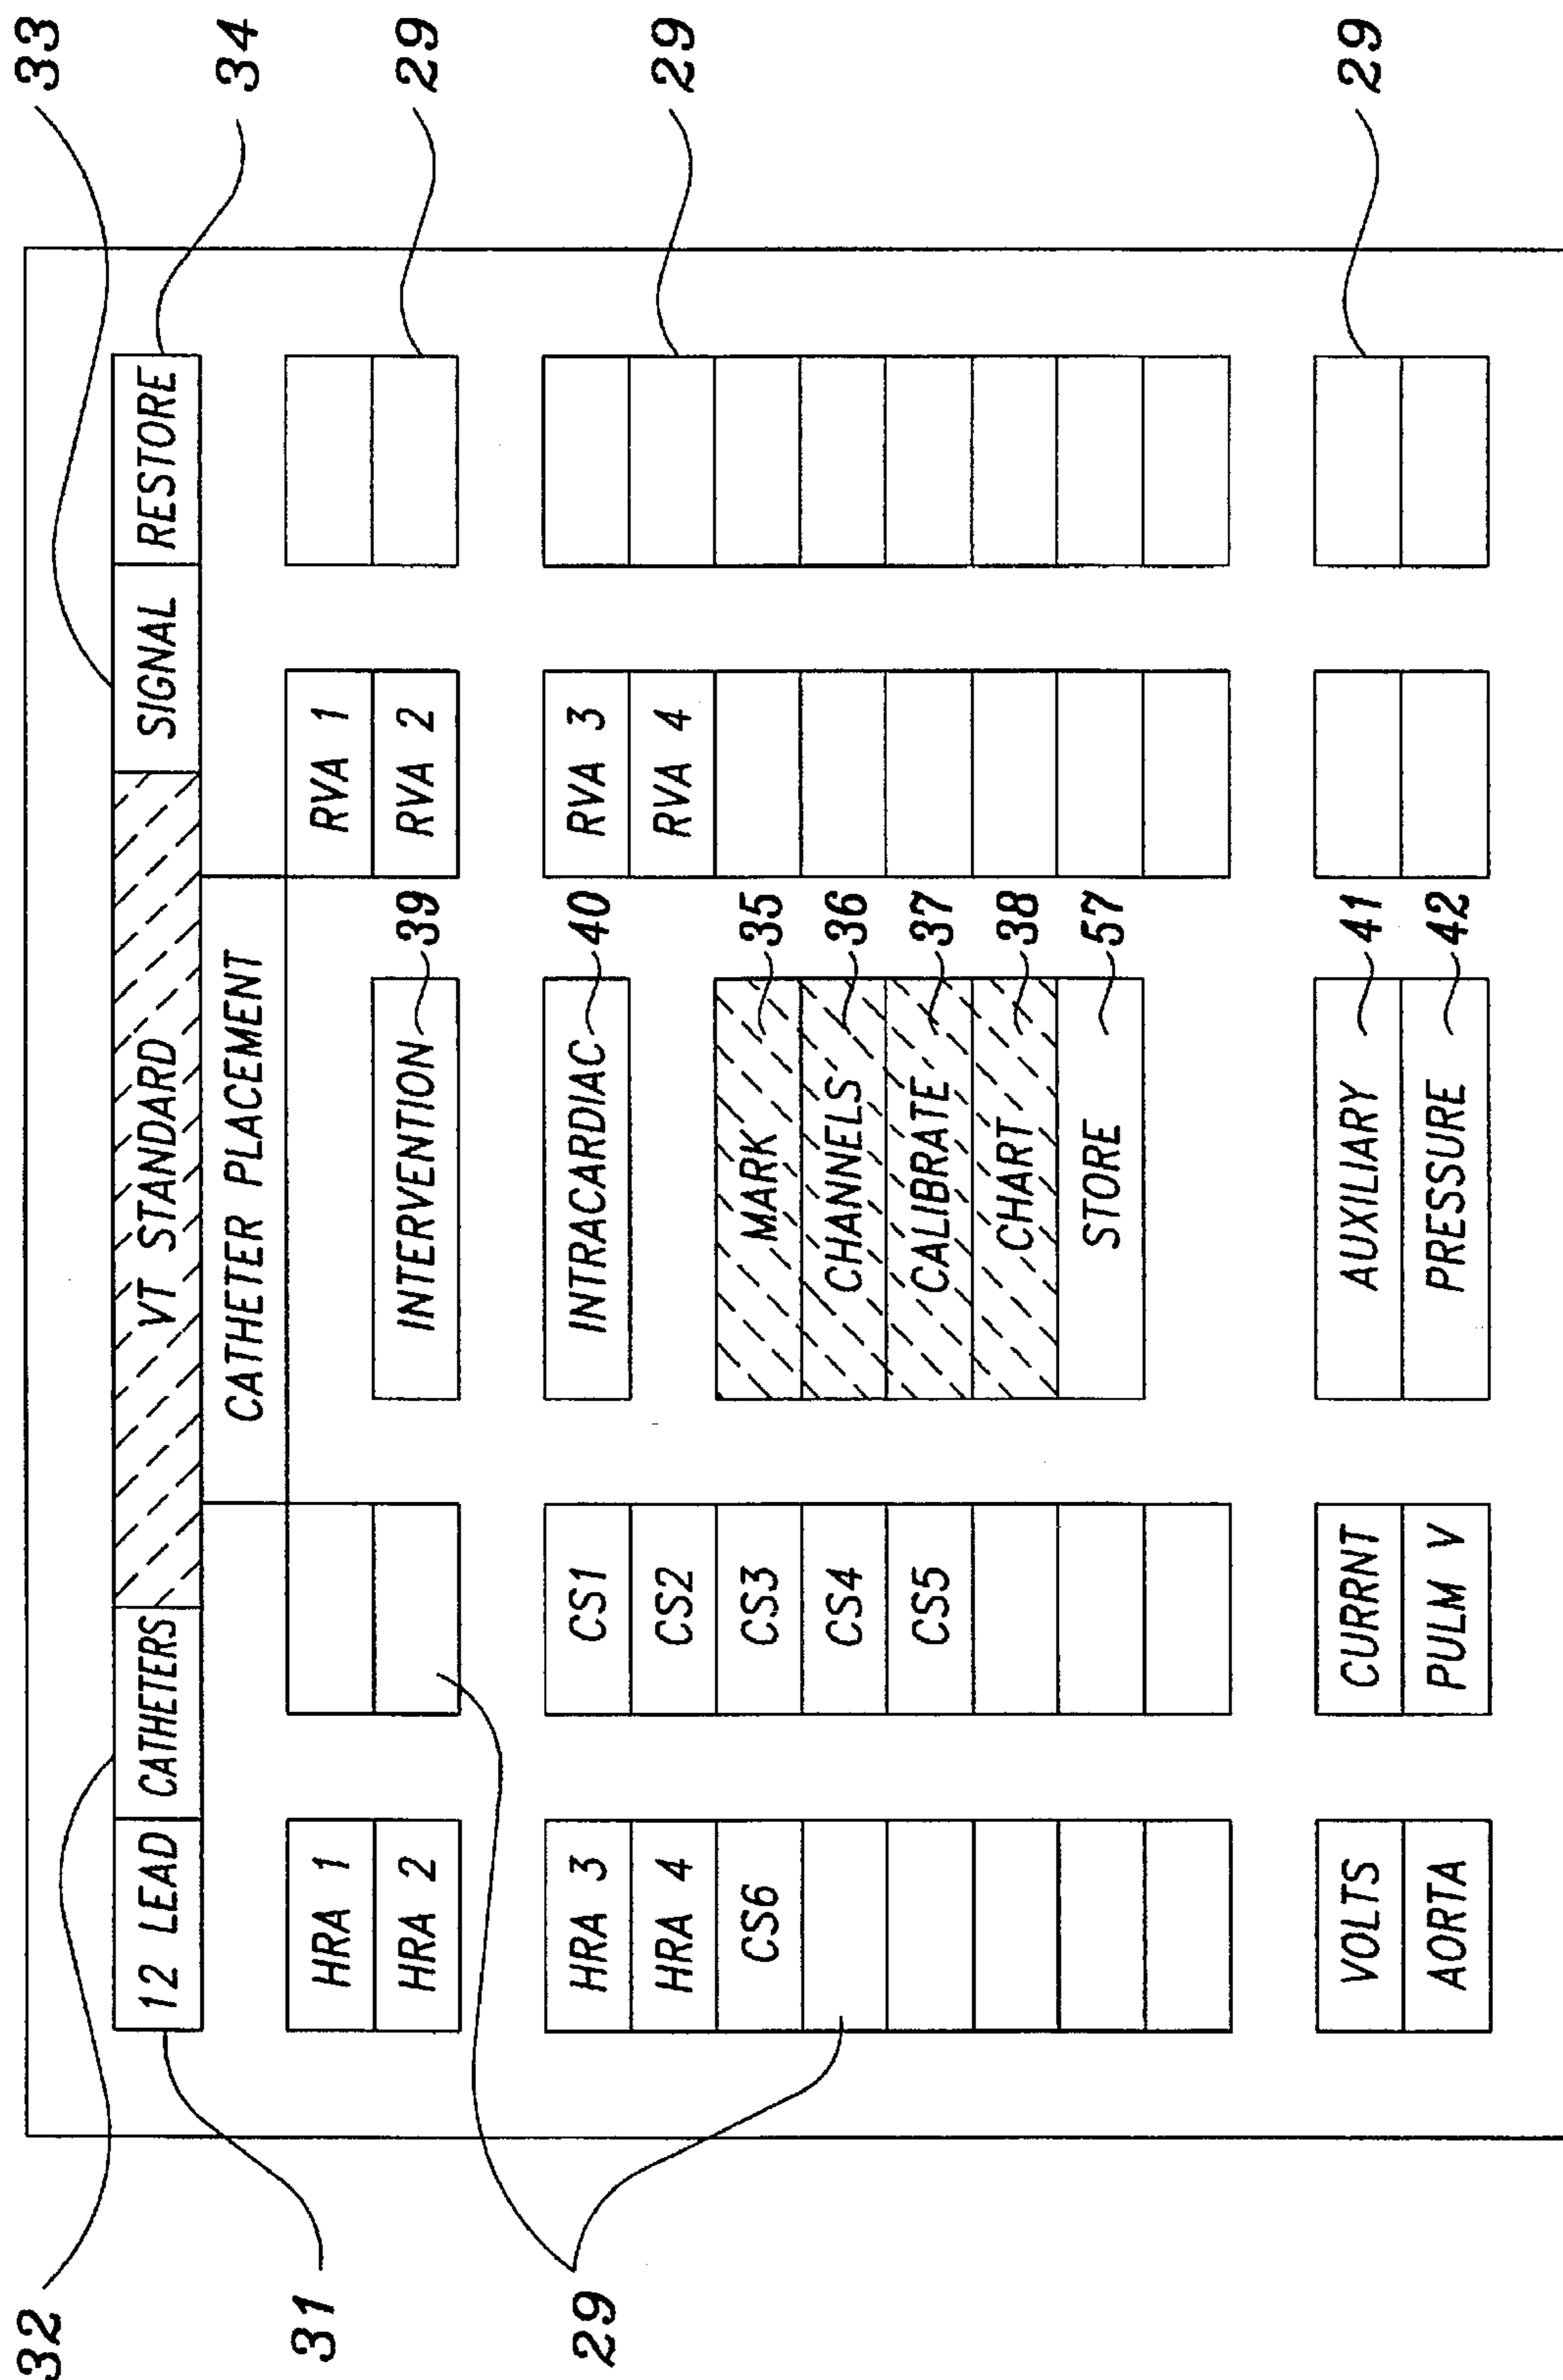 33
34
29
29
29
12 LEAD CATHETERS VT STANDARD SIGNAL RESTORE
CATHETER PLACEMENT
HRA 1 RVA 1
HRA 2 INTERVENTION 39 RVA 2
HRA 3 CS1 INTRACARDIAC 40 RVA 3
HRA 4 CS2 RVA 4
CS6 CS3 MARK 35
CS4 CHANNELS 36
CS5 CALIBRATE 37
CHART 38
STORE 57
VOLTS CURRNT AUXILIARY 41
AORTA PULM V PRESSURE 42
32
31
29